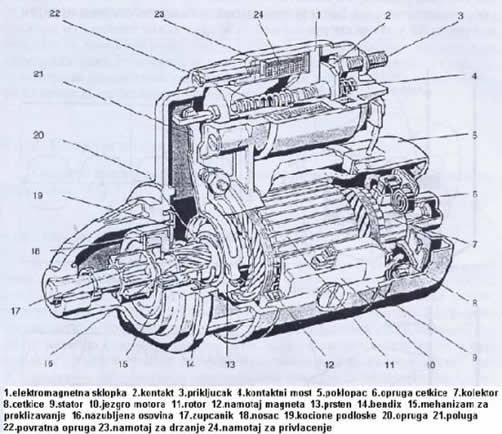 22 23 24 1 2 3
21
4
20
5
19
6
18
7
17
8
16 15 14 13 12 11 10 9
1.elektromagnetna sklopka 2.kontakt 3.prikljucak 4.kontaktni most 5.poklopac 6.opruga cetkice 7.kolektor
8.cetkice 9.stator 10.jezgro motora 11.rotor 12.namotaj magneta 13.prsten 14.bendix 15.mehanizam za
proklizavanje 16.nazubljena osovina 17.zupcanik 18.nosac 19.kocione podloske 20.opruga 21.poluga
22.povratna opruga 23.namotaj za drzanje 24.namotaj za privlacenje